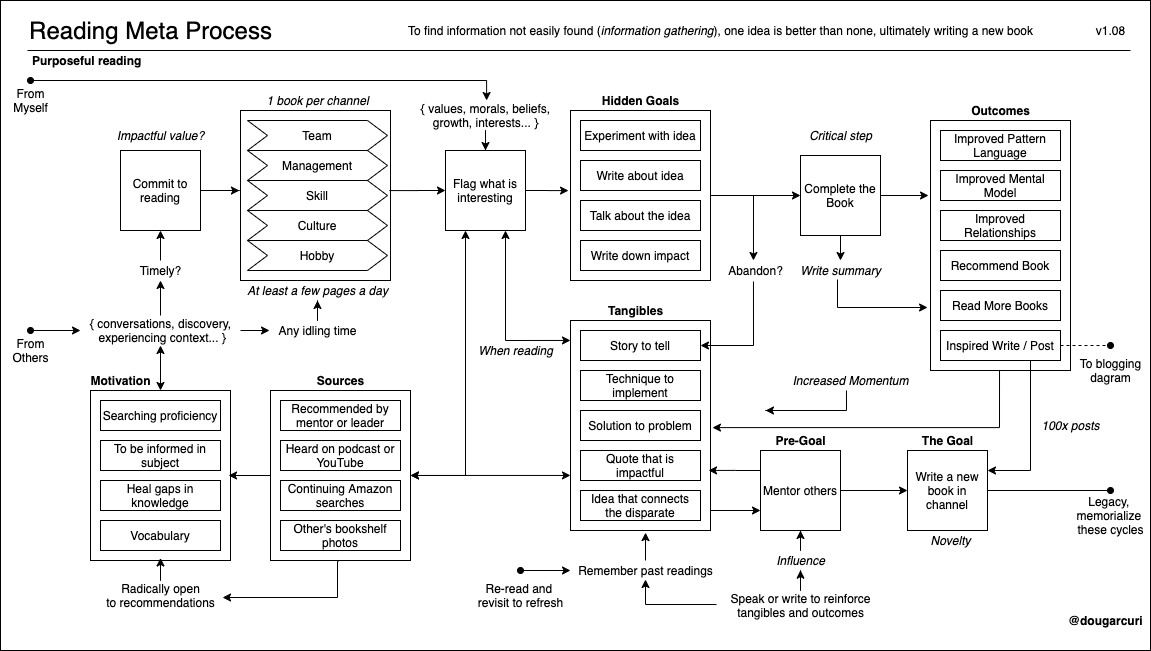 Reading Meta Process
To find information not easily found (information gathering), one idea is better than none, ultimately writing a new book
v1.08
Purposeful reading
From
Myself
1 book per channel
{ values, morals, beliefs,
growth, interests... }
Hidden Goals
Outcomes
Impactful value?
Commit to
reading
Team
Management
Skill
Culture
Hobby
At least a few pages a day
Flag what is
interesting
Experiment with idea
Write about idea
Talk about the idea
Write down impact
Critical step
Complete the
Book
Abandon?
Write summary
Improved Pattern
Language
Improved Mental
Model
Improved
Relationships
Recommend Book
Read More Books
Inspired Write / Post
To blogging
dagram
Timely?
{ conversations, discovery,
experiencing context... }
Any idling time
From
Others
When reading
Tangibles
Story to tell
Technique to
implement
Solution to problem
Quote that is
impactful
Idea that connects
the disparate
Increased Momentum
100x posts
Motivation
Searching proficiency
To be informed in
subject
Heal gaps in
knowledge
Vocabulary
Sources
Recommended by
mentor or leader
Heard on podcast or
YouTube
Continuing Amazon
searches
Other's bookshelf
photos
Pre-Goal
Mentor others
The Goal
Write a new
book in
channel
Novelty
Legacy,
memorialize
these cycles
Radically open
to recommendations
Re-read and
revisit to refresh
Remember past readings
Influence
Speak or write to reinforce
tangibles and outcomes
@dougarcuri